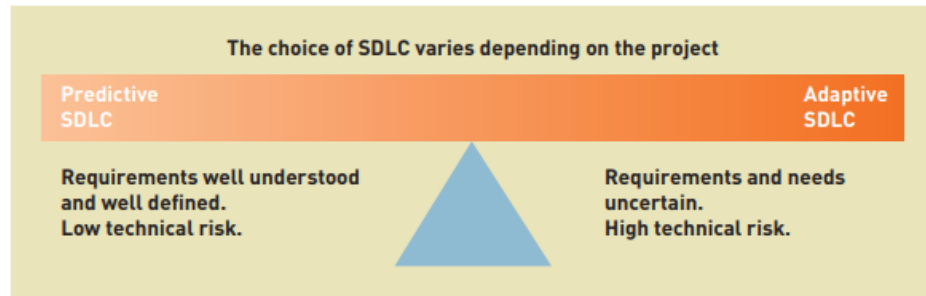 The choice of SDLC varies depending on the project
Predictive
SDLC
Adaptive
SDLC
Requirements well understood
and well defined.
Low technical risk.
Requirements and needs
uncertain.
High technical risk.